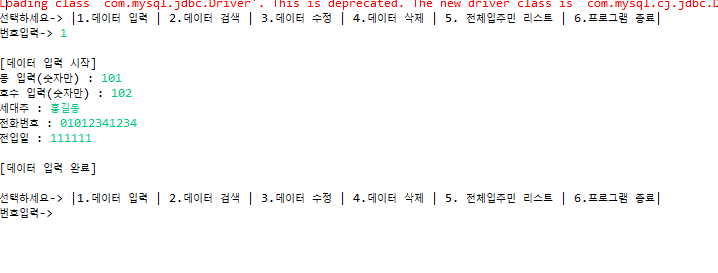 Loading class `com.mysql.jdbc.Driver'. This is deprecated. The new driver class is `com.mysql.cj.jdbc.D
선택하세요-> |1.데이터 입력 | 2.데이터 검색 | 3.데이터 수정 | 4.데이터 삭제 | 5. 전체입주민 리스트 | 6.프로그램 종료|
번호입력-> 1
[데이터 입력 시작]
동 입력(숫자만) : 101
호수 입력(숫자만) : 102
세대주 : 홍길동
전화번호 : 01012341234
전입일 : 111111
[데이터 입력 완료]
선택하세요-> |1.데이터 입력 | 2.데이터 검색 | 3.데이터 수정 | 4.데이터 삭제 | 5. 전체입주민 리스트 | 6.프로그램 종료|
번호입력->